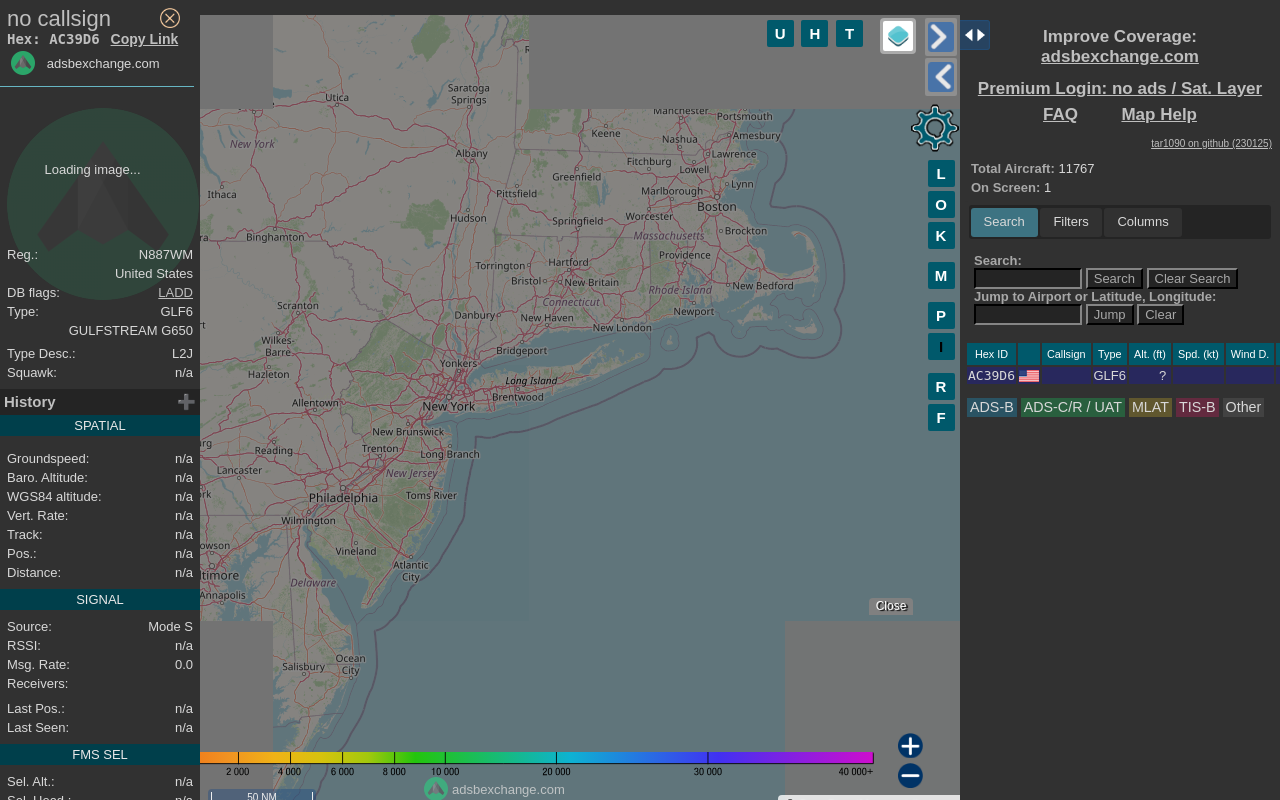 no callsign
Hex: AC39D6 Copy Link
adsbexchange.com
Loading image...
Reg.: N887WM
United States
DB flags: LADD
Type: GLF6
GULFSTREAM G650
Type Desc.: L2J
Squawk: n/a
History
SPATIAL
Groundspeed: n/a
Baro. Altitude: n/a
WGS84 altitude: n/a
Vert. Rate: n/a
Track: n/a
Pos.: n/a
Distance: n/a
SIGNAL
Source: Mode S
RSSI: n/a
Msg. Rate: 0.0
Receivers:
Last Pos.: n/a
Last Seen: n/a
FMS SEL
Sel. Alt.: n/a
Sel. Head.: n/a
U H T
L
O
K
M
P
I
R
F
Utica
Saratoga
Springs
New York
Albany
Ithaca
Binghamton
Hudson
Pittsfield
Keene
Greenfield
Springfield
Manchester
Portsmouth
Nashua
Amesbury
Fitchburg
Lawrence
Lowell
Marlborough
Lynn
Worcester
Boston
Massachusetts
Brockton
Providence
Torrington
Hartford
Bristol
New Britain
Connecticut
Rhode Island
New Bedford
Newport
Scranton
Danbury
New Haven
New London
Wilkes-
Barre
Bridgeport
Hazleton
Yonkers
Long Island
Allentown
New York
Brentwood
New Brunswick
Reading
Trenton
Long Branch
Lancaster
New Jersey
Philadelphia
Toms River
Wilmington
Vineland
Atlantic
City
Delaware
Annapolis
Salisbury
Ocean
City
Close
2 000 4 000 6 000 8 000 10 000 20 000 30 000 40 000+
adsbexchange.com
50 NM
Improve Coverage:
adsbexchange.com
Premium Login: no ads / Sat. Layer
FAQ Map Help
tar1090 on github (230125)
Total Aircraft: 11767
On Screen: 1
Search Filters Columns
Search:
Search Clear Search
Jump to Airport or Latitude, Longitude:
Jump Clear
Hex ID Callsign Type Alt. (ft) Spd. (kt) Wind D.
AC39D6 GLF6 ?
ADS-B ADS-C/R / UAT MLAT TIS-B Other